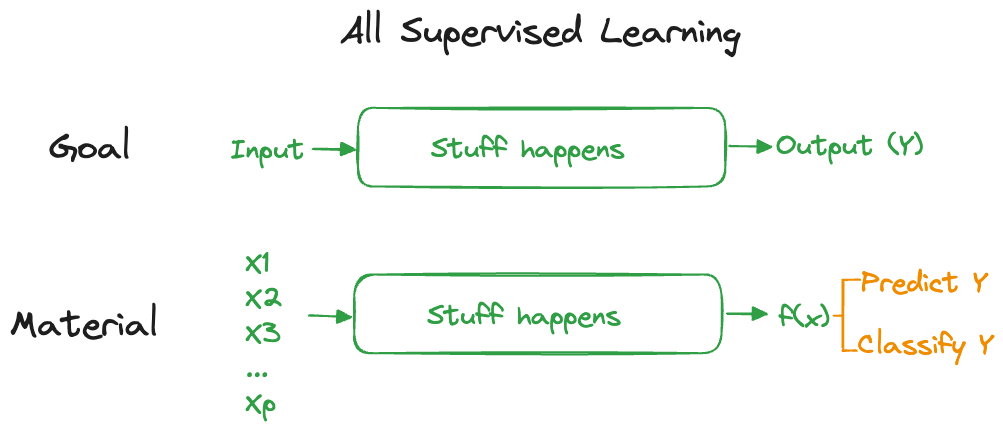 All Supervised Learning
Goal
Input
Stuff happens
Output (Y)
Material
X1
X2
X3
...
Xp
Stuff happens
f(x)
Predict Y
Classify Y